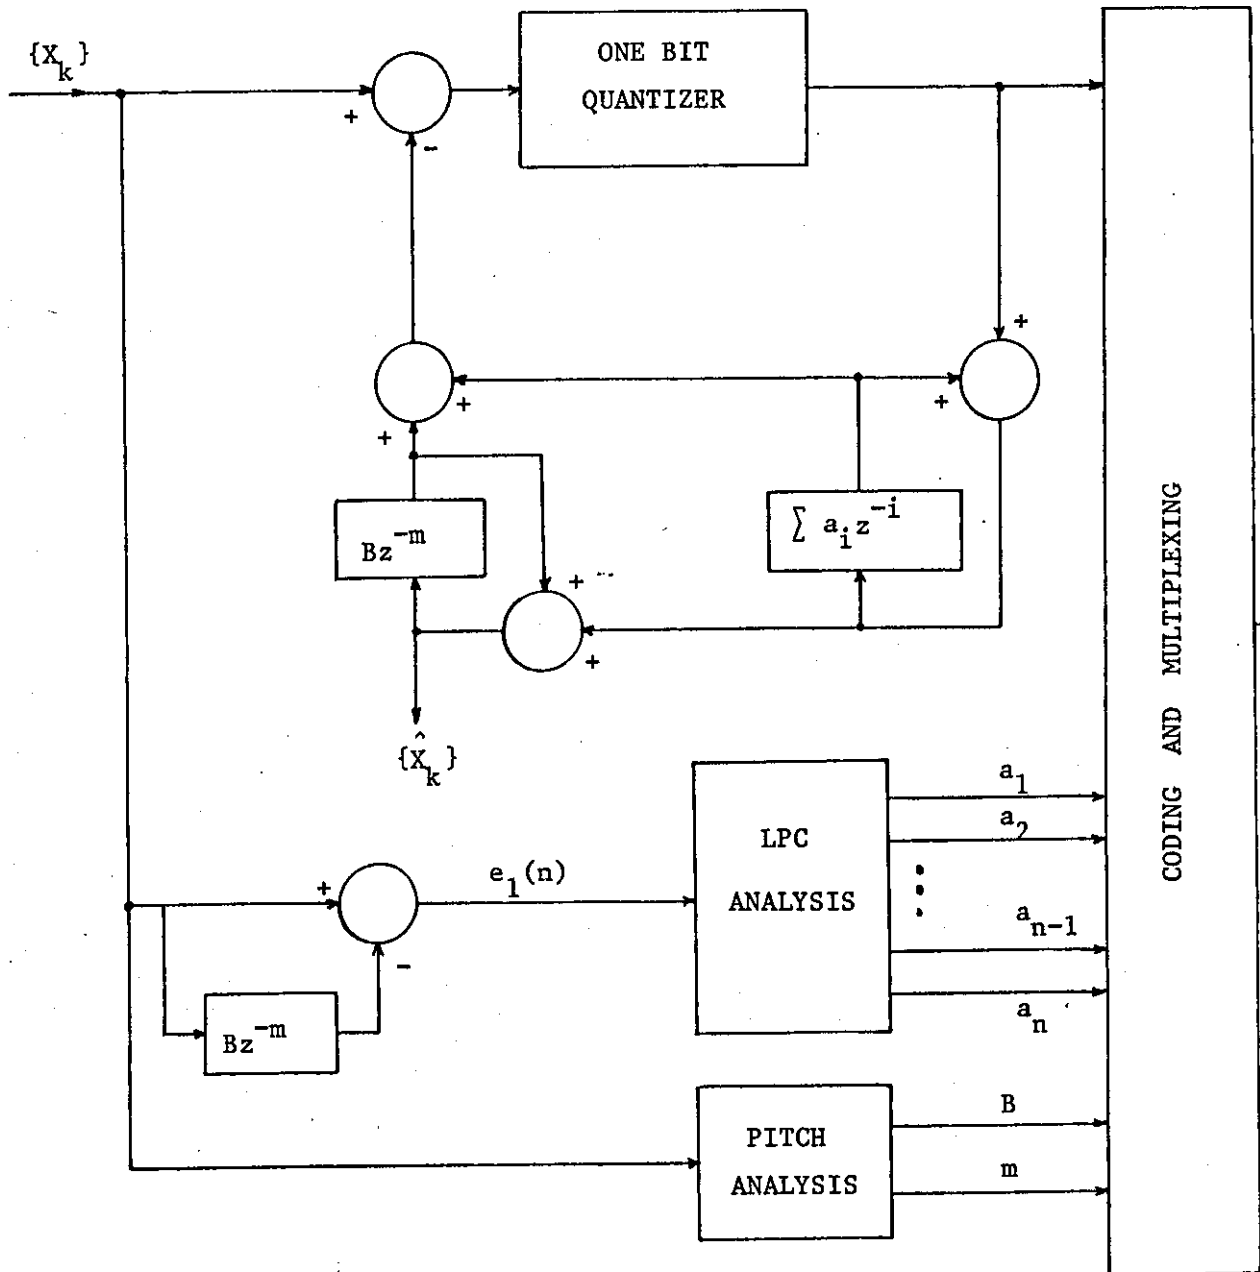 {X_k}
ONE BIT
QUANTIZER
+
-
+
+
+
+
Bz^-m
∑ a_i z^-i
+
+
{X̂_k}
CODING AND MULTIPLEXING
LPC
ANALYSIS
a_1
a_2
a_n-1
a_n
e_1(n)
+
-
Bz^-m
PITCH
ANALYSIS
B
m